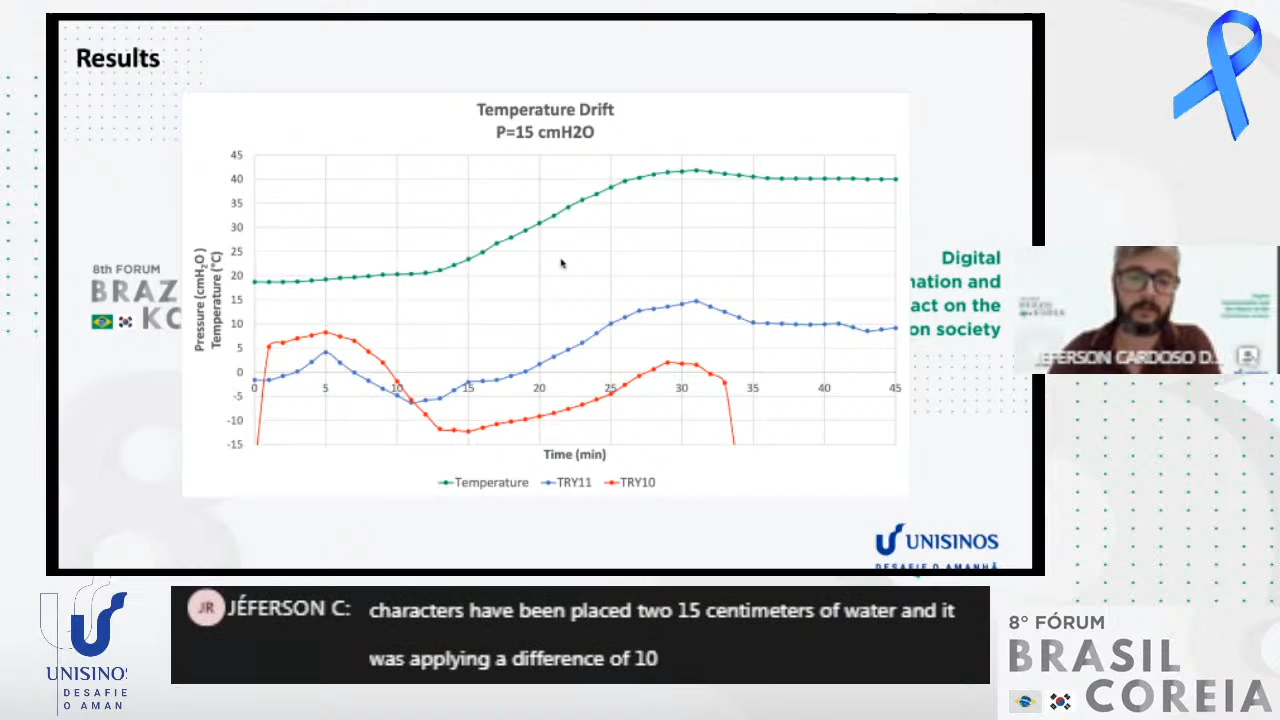 Results
Temperature Drift
P=15 cmH2O
45
40
35
30
25
20
15
10
5
0
-5
-10
-15
Pressure (cmH2O)
Temperature (°C)
0
5
10
15
20
25
30
35
40
45
Time (min)
Temperature
TRY11
TRY10
8th FORUM
BRAZ
KO
Digital
nation and
act on the
on society
JEFERSON CARDOSO D...
UNISINOS
DESAFIE O AMANHÃ
JR
JÉFERSON C:
characters have been placed two 15 centimeters of water and it
was applying a difference of 10
UNISINOS
DESAFIE
O AMAN
8° FÓRUM
BRASIL
COREIA